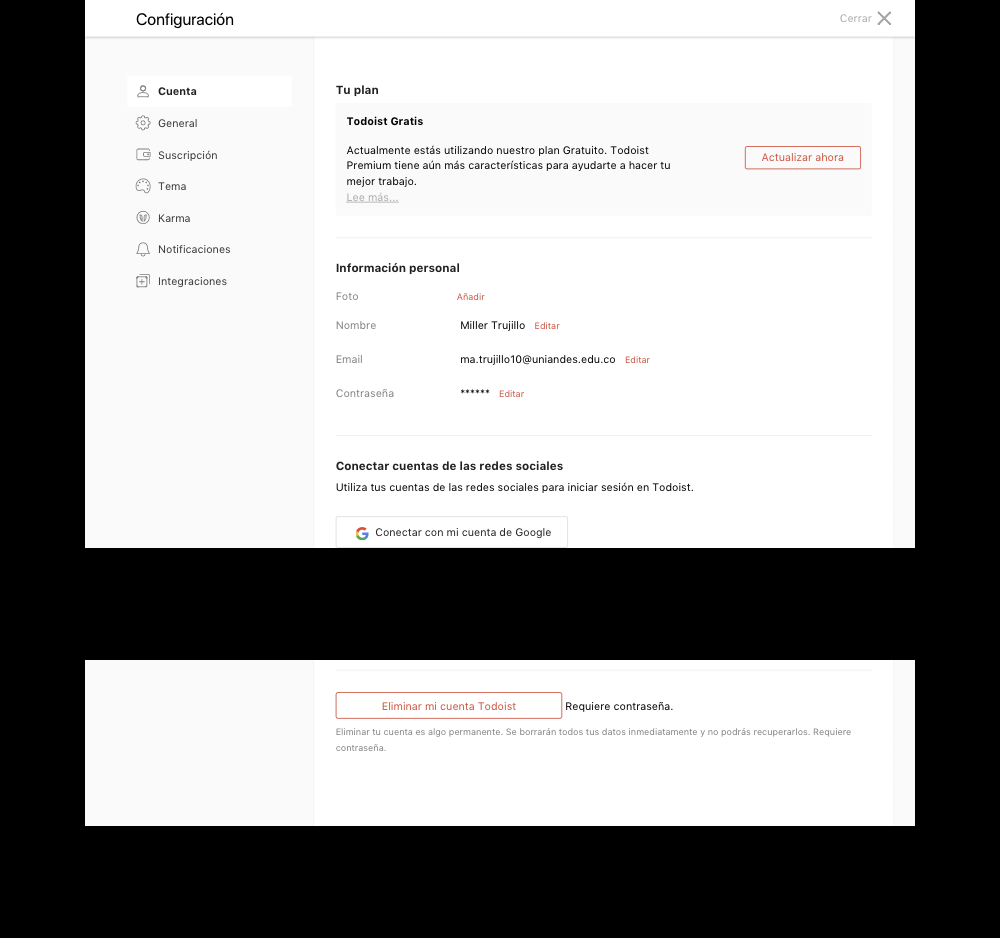 Configuración
Cerrar
Cuenta
General
Suscripción
Tema
Karma
Notificaciones
Integraciones
Tu plan
Todoist Gratis
Actualmente estás utilizando nuestro plan Gratuito. Todoist
Premium tiene aún más características para ayudarte a hacer tu
mejor trabajo.
Lee más...
Actualizar ahora
Información personal
Foto Añadir
Nombre Miller Trujillo Editar
Email ma.trujillo10@uniandes.edu.co Editar
Contraseña ****** Editar
Conectar cuentas de las redes sociales
Utiliza tus cuentas de las redes sociales para iniciar sesión en Todoist.
Conectar con mi cuenta de Google
Eliminar mi cuenta Todoist Requiere contraseña.
Eliminar tu cuenta es algo permanente. Se borrarán todos tus datos inmediatamente y no podrás recuperarlos. Requiere
contraseña.